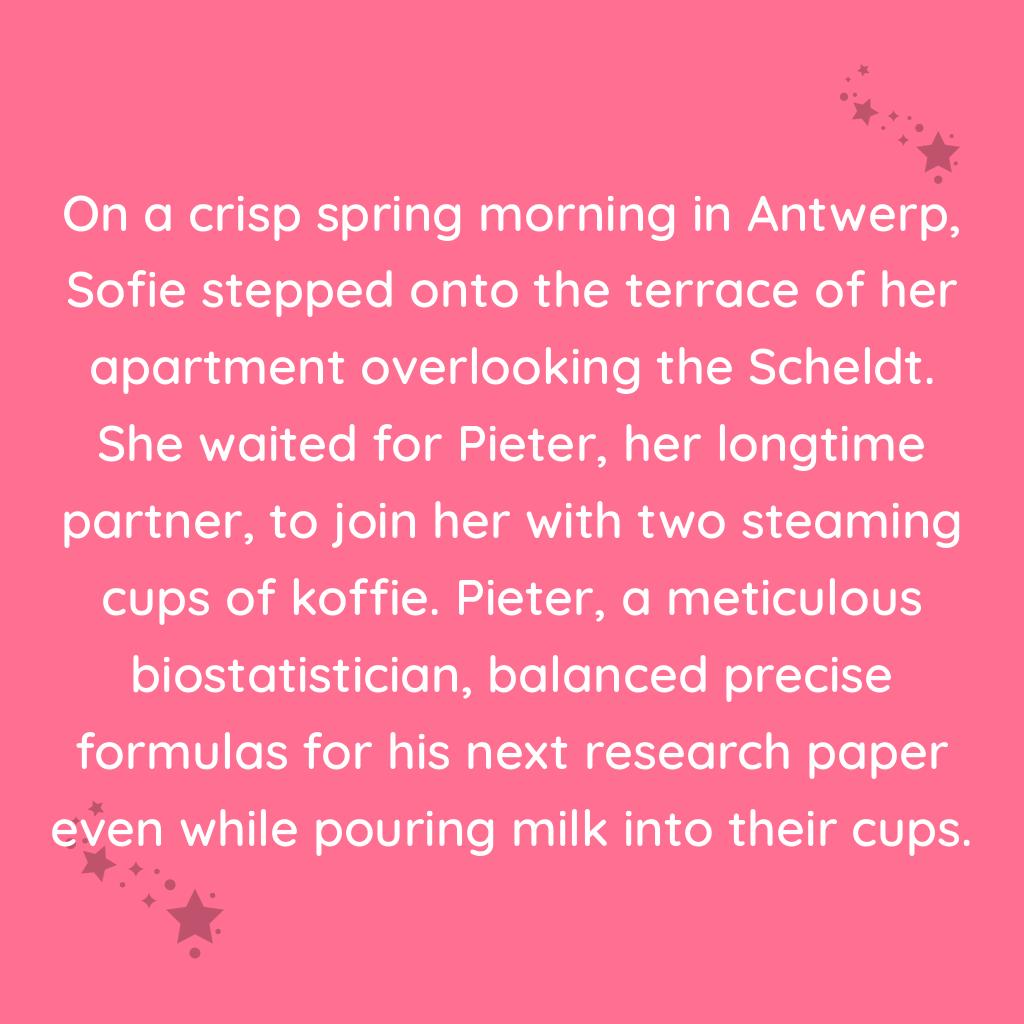 On a crisp spring morning in Antwerp,
Sofie stepped onto the terrace of her
apartment overlooking the Scheldt.
She waited for Pieter, her longtime
partner, to join her with two steaming
cups of koffie. Pieter, a meticulous
biostatistician, balanced precise
formulas for his next research paper
even while pouring milk into their cups.